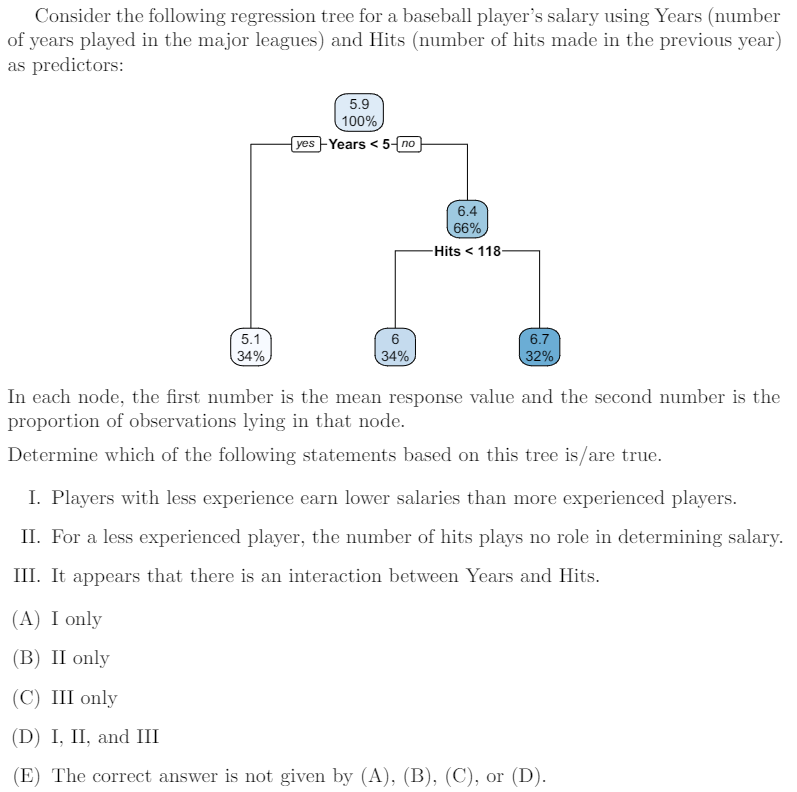 Consider the following regression tree for a baseball player's salary using Years (number
of years played in the major leagues) and Hits (number of hits made in the previous year)
as predictors:
5.9
100%
yes Years < 5 no
6.4
66%
Hits < 118
5.1
34%
6
34%
6.7
32%
In each node, the first number is the mean response value and the second number is the
proportion of observations lying in that node.
Determine which of the following statements based on this tree is/are true.
I. Players with less experience earn lower salaries than more experienced players.
II. For a less experienced player, the number of hits plays no role in determining salary.
III. It appears that there is an interaction between Years and Hits.
(A) I only
(B) II only
(C) III only
(D) I, II, and III
(E) The correct answer is not given by (A), (B), (C), or (D).